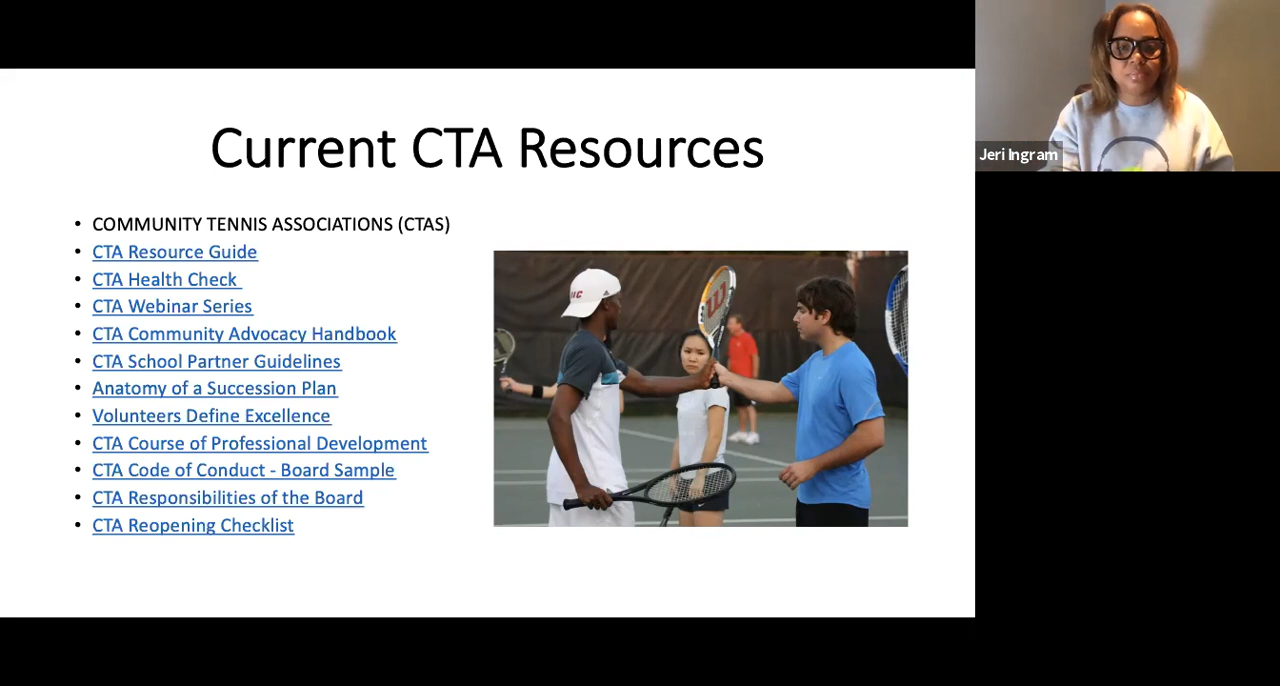 Current CTA Resources
COMMUNITY TENNIS ASSOCIATIONS (CTAS)
CTA Resource Guide
CTA Health Check
CTA Webinar Series
CTA Community Advocacy Handbook
CTA School Partner Guidelines
Anatomy of a Succession Plan
Volunteers Define Excellence
CTA Course of Professional Development
CTA Code of Conduct - Board Sample
CTA Responsibilities of the Board
CTA Reopening Checklist
Jeri Ingram
W